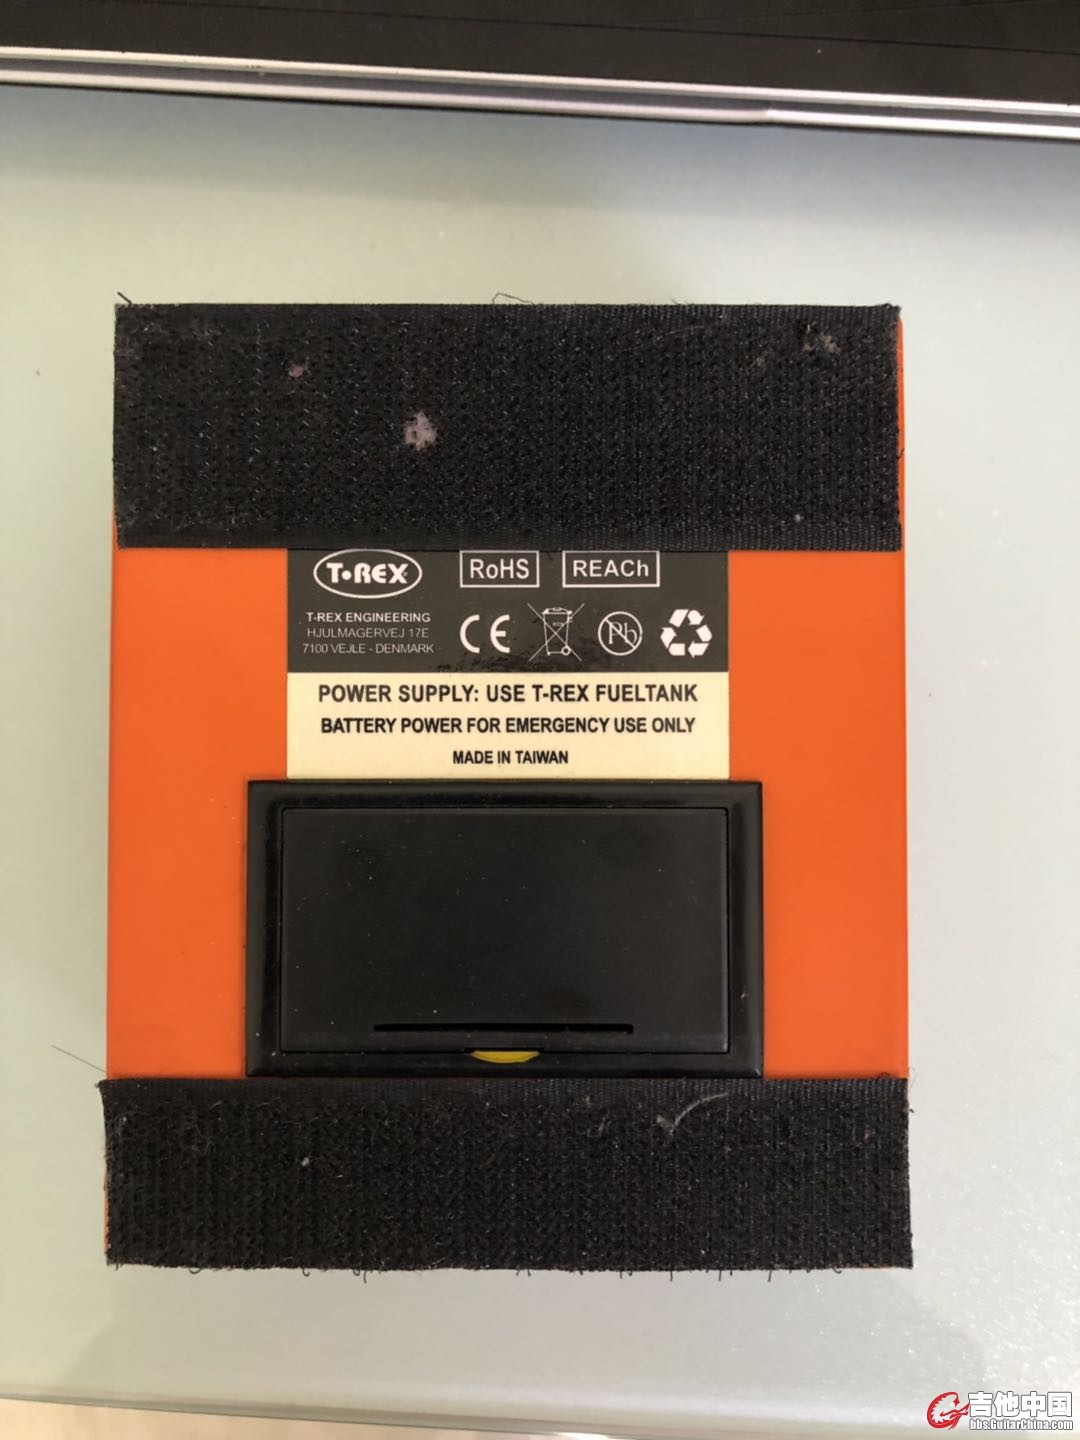 T•REX
RoHS
REACh
T-REX ENGINEERING
HJULMAGERVEJ 17E
7100 VEJLE - DENMARK
CE
Pb
POWER SUPPLY: USE T-REX FUELTANK
BATTERY POWER FOR EMERGENCY USE ONLY
MADE IN TAIWAN
吉他中国
bbs.GuitarChina.com